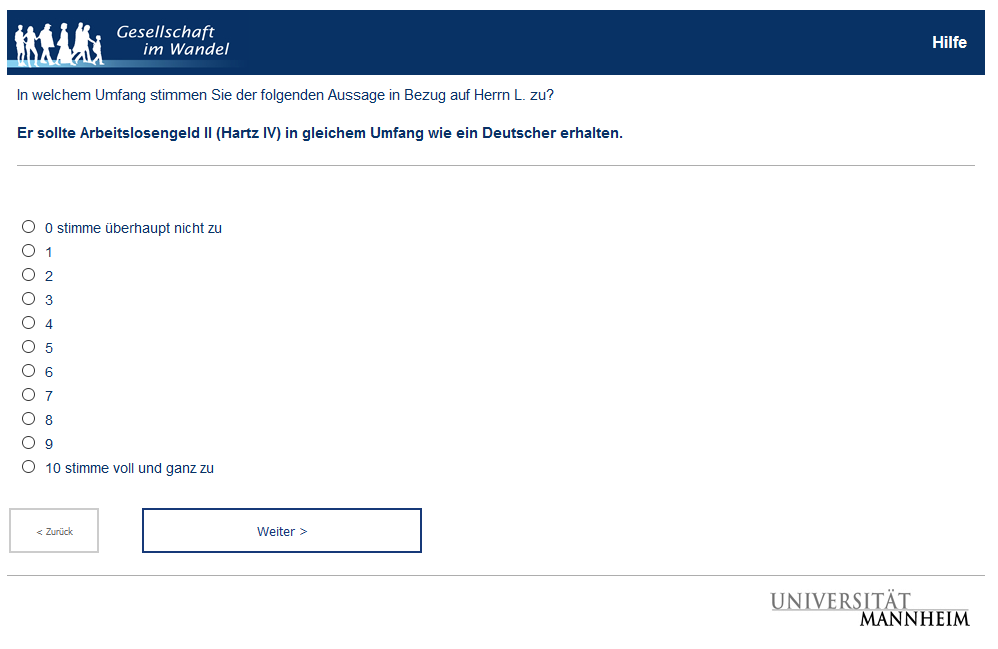 Gesellschaft
im Wandel
Hilfe
In welchem Umfang stimmen Sie der folgenden Aussage in Bezug auf Herrn L. zu?
Er sollte Arbeitslosengeld II (Hartz IV) in gleichem Umfang wie ein Deutscher erhalten.
0 stimme überhaupt nicht zu
1
2
3
4
5
6
7
8
9
10 stimme voll und ganz zu
< Zurück
Weiter >
UNIVERSITÄT
MANNHEIM